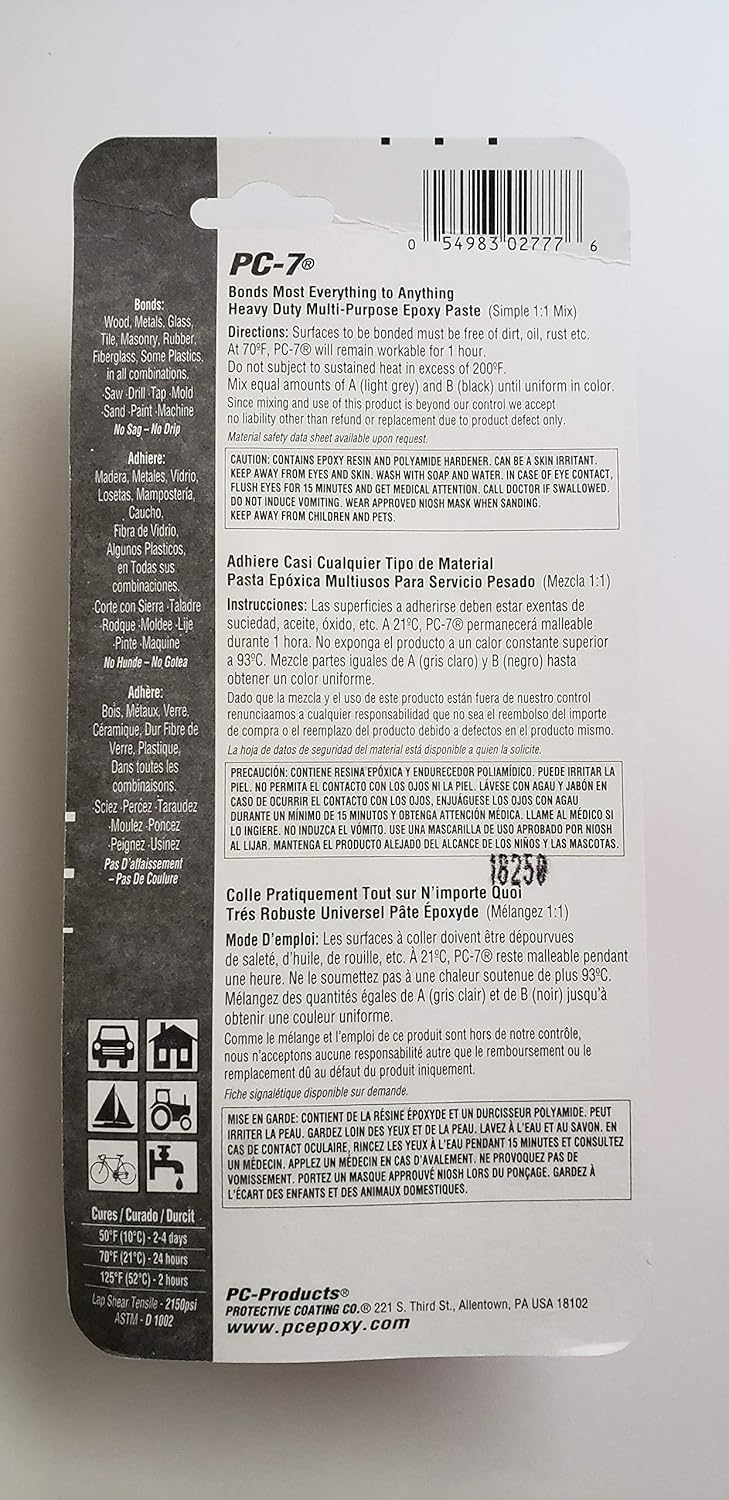 0 54983 02777 6
PC-7®
Bonds Most Everything to Anything
Heavy Duty Multi-Purpose Epoxy Paste (Simple 1:1 Mix)
Directions: Surfaces to be bonded must be free of dirt, oil, rust etc.
At 70ºF, PC-7® will remain workable for 1 hour.
Do not subject to sustained heat in excess of 200ºF.
Mix equal amounts of A (light grey) and B (black) until uniform in color.
Since mixing and use of this product is beyond our control we accept
no liability other than refund or replacement due to product defect only.
Material safety data sheet available upon request.
CAUTION: CONTAINS EPOXY RESIN AND POLYAMIDE HARDENER. CAN BE A SKIN IRRITANT.
KEEP AWAY FROM EYES AND SKIN. WASH WITH SOAP AND WATER. IN CASE OF EYE CONTACT,
FLUSH EYES FOR 15 MINUTES AND GET MEDICAL ATTENTION. CALL DOCTOR IF SWALLOWED.
DO NOT INDUCE VOMITING. WEAR APPROVED NIOSH MASK WHEN SANDING.
KEEP AWAY FROM CHILDREN AND PETS.
Adhiere Casi Cualquier Tipo de Material
Pasta Epóxica Multiusos Para Servicio Pesado (Mezcla 1:1)
Instrucciones: Las superficies a adherirse deben estar exentas de
suciedad, aceite, óxido, etc. A 21ºC, PC-7® permanecerá malleable
durante 1 hora. No exponga el producto a un calor constante superior
a 93ºC. Mezcle partes iguales de A (gris claro) y B (negro) hasta
obtener un color uniforme.
Dado que la mezcla y el uso de este producto están fuera de nuestro control
renunciaamos a cualquier responsabilidad que no sea el reembolso del importe
de compra o el reemplazo del producto debido a defectos en el producto mismo.
La hoja de datos de seguridad del material está disponible a quien la solicite.
PRECAUCIÓN: CONTIENE RESINA EPÓXICA Y ENDURECEDOR POLIAMÍDICO. PUEDE IRRITAR LA
PIEL. NO PERMITA EL CONTACTO CON LOS OJOS NI LA PIEL. LÁVESE CON AGAU Y JABÓN EN
CASO DE OCURRIR EL CONTACTO CON LOS OJOS, ENJUÁGUESE LOS OJOS CON AGAU
DURANTE UN MÍNIMO DE 15 MINUTOS Y OBTENGA ATENCIÓN MÉDICA. LLAME AL MÉDICO SI
LO INGIERE. NO INDUZCA EL VÓMITO. USE UNA MASCARILLA DE USO APROBADO POR NIOSH
AL LIJAR. MANTENGA EL PRODUCTO ALEJADO DEL ALCANCE DE LOS NIÑOS Y LAS MASCOTAS.
18250
Colle Pratiquement Tout sur N'importe Quoi
Trés Robuste Universel Pâte Époxyde (Mélangez 1:1)
Mode D'emploi: Les surfaces à coller doivent être dépourvues
de saleté, d'huile, de rouille, etc. À 21ºC, PC-7® reste malleable pendant
une heure. Ne le soumettez pas à une chaleur soutenue de plus 93ºC.
Mélangez des quantités égales de A (gris clair) et de B (noir) jusqu'à
obtenir une couleur uniforme.
Comme le mélange et l'emploi de ce produit sont hors de notre contrôle,
nous n'acceptons aucune responsabilité autre que le remboursement ou le
remplacement dû au défaut du produit iniquement.
Fiche signalétique disponible sur demande.
MISE EN GARDE: CONTIENT DE LA RÉSINE ÉPOXYDE ET UN DURCISSEUR POLYAMIDE. PEUT
IRRITER LA PEAU. GARDEZ LOIN DES YEUX ET DE LA PEAU. LAVEZ À L'EAU ET AU SAVON. EN
CAS DE CONTACT OCULAIRE, RINCEZ LES YEUX À L'EAU PENDANT 15 MINUTES ET CONSULTEZ
UN MÉDECIN. APPLEZ UN MÉDECIN EN CAS D'AVALEMENT. NE PROVOQUEZ PAS DE
VOMISSEMENT. PORTEZ UN MASQUE APPROUVÉ NIOSH LORS DU PONÇAGE. GARDEZ À
L'ÉCART DES ENFANTS ET DES ANIMAUX DOMESTIQUES.
PC-Products®
PROTECTIVE COATING CO.® 221 S. Third St., Allentown, PA USA 18102
www.pcepoxy.com
Bonds:
Wood, Metals, Glass,
Tile, Masonry, Rubber,
Fiberglass, Some Plastics,
in all combinations.
·Saw ·Drill ·Tap ·Mold
·Sand ·Paint ·Machine
No Sag – No Drip
Adhiere:
Madera, Metales, Vidrio,
Losetas, Mampostería,
Caucho,
Fibra de Vidrio,
Algunos Plasticos,
en Todas sus
combinaciones.
·Corte con Sierra ·Taladre
·Rodque ·Moldee ·Lije
·Pinte ·Maquine
No Hunde – No Gotea
Adhère:
Bois, Métaux, Verre,
Céramique, Dur Fibre de
Verre, Plastique,
Dans toutes les
combinaisons.
·Sciez ·Percez ·Taraudez
·Moulez ·Poncez
·Peignez ·Usinez
Pas D'affaissement
– Pas De Coulure
Cures / Curado / Durcit
50°F (10°C) - 2-4 days
70°F (21°C) - 24 hours
125°F (52°C) - 2 hours
Lap Shear Tensile - 2150psi
ASTM - D 1002